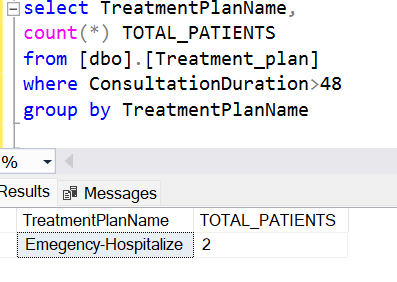 select TreatmentPlanName,
count(*) TOTAL_PATIENTS
from [dbo].[Treatment_plan]
where ConsultationDuration>48
group by TreatmentPlanName
%
Results Messages
TreatmentPlanName TOTAL_PATIENTS
Emegency-Hospitalize 2